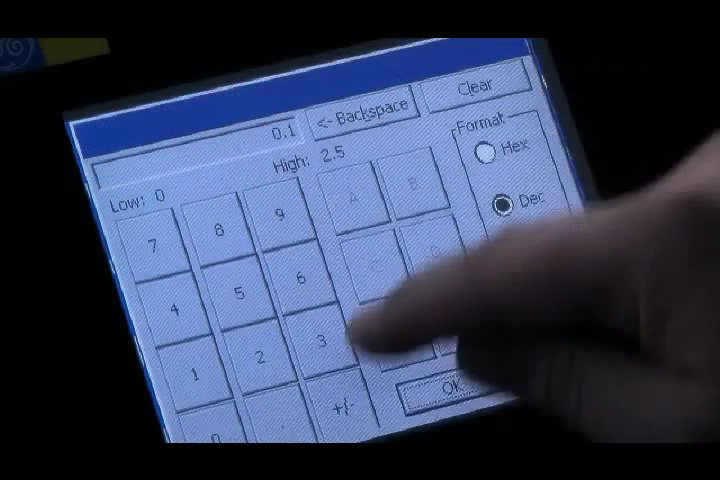 0.1 <- Backspace Clear
Low: 0 High: 2.5
Format
Hex
Dec
7 8 9 A B
4 5 6 C D
1 2 3
0 . +/-
OK